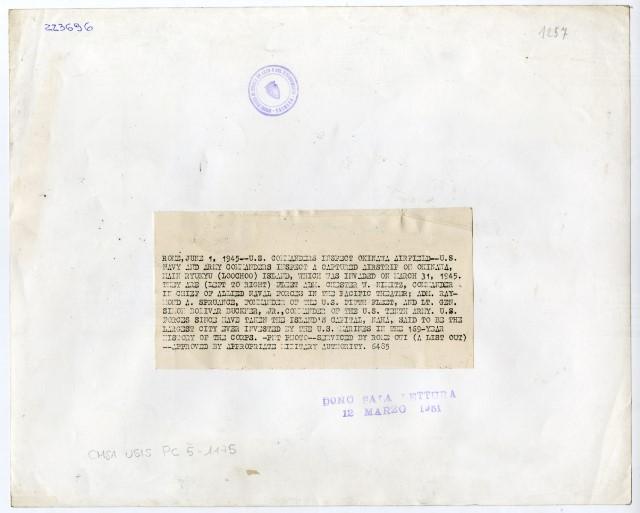 223696
1257
ROME, JUNE 1, 1945--U.S. COMMANDERS INSPECT OKINAWA AIRFIELD--U.S.
NAVY AND ARMY COMMANDERS INSPECT A CAPTURED AIRSTRIP ON OKINAWA,
MAIN RYUKYU (LOOCHOO) ISLAND, WHICH WAS INVADED ON MARCH 31, 1945.
THEY ARE (LEFT TO RIGHT) FLEET ADM. CHESTER W. NIMITZ, COMMANDER
IN CHIEF OF ALLIED NAVAL FORCES IN THE PACIFIC THEATER; ADM. RAY-
MOND A. SPRUANCE, COMMANDER OF THE U.S. FIFTH FLEET, AND LT. GEN.
SIMON BOLIVAR BUCKNER, JR., COMMANDER OF THE U.S. TENTH ARMY. U.S.
FORCES SINCE HAVE TAKEN THE ISLAND'S CAPITAL, NAHA, SAID TO BE THE
LARGEST CITY EVER INVESTED BY THE U.S. MARINES IN THE 169-YEAR
HISTORY OF THE CORPS. -PWB PHOTO--SERVICED BY ROME OWI (A LIST OUT)
--APPROVED BY APPROPRIATE MILITARY AUTHORITY. 6485
DONO SALA LETTURA
12 MARZO 1981
CMSA USIS PC 5-1175